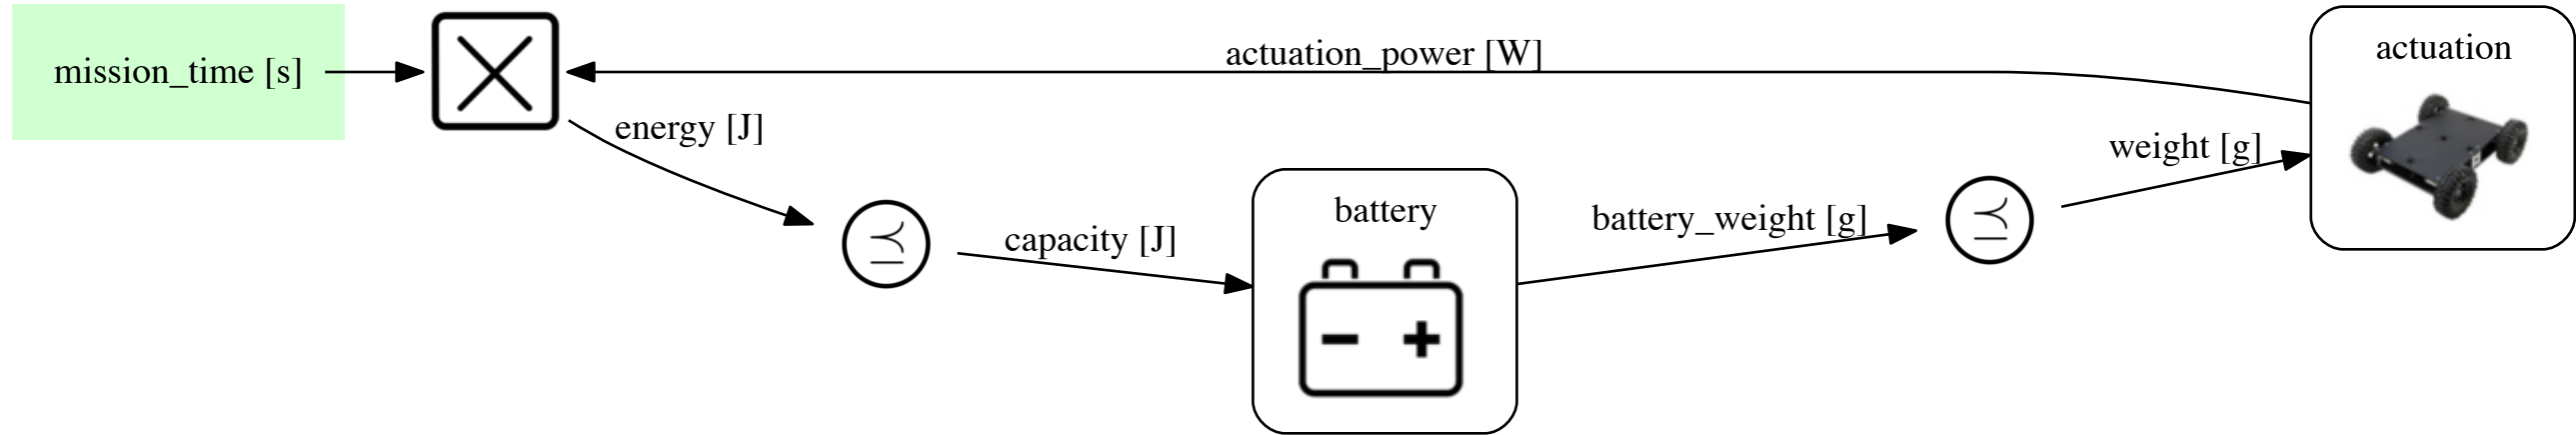 mission_time [s]
actuation_power [W]
actuation
energy [J]
weight [g]
capacity [J]
battery
battery_weight [g]